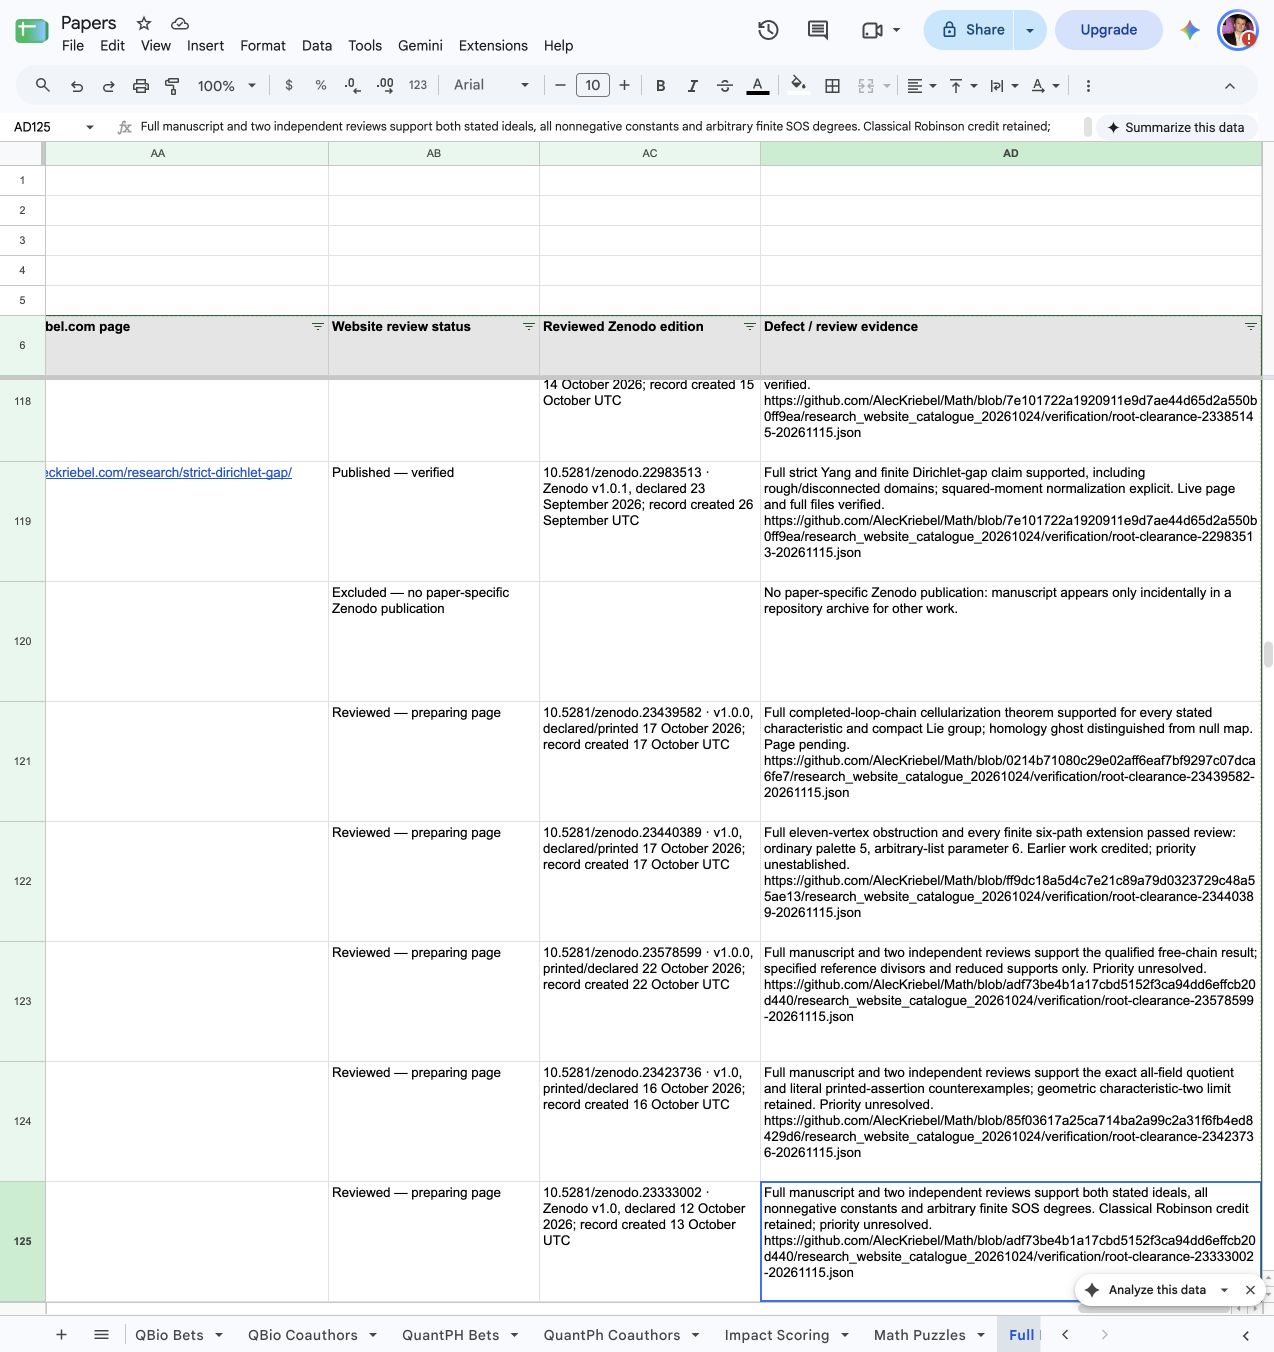 Papers
File Edit View Insert Format Data Tools Gemini Extensions Help
Share
Upgrade
100% $ % .0 .00 123 Arial 10 B I S A
AD125
fx Full manuscript and two independent reviews support both stated ideals, all nonnegative constants and arbitrary finite SOS degrees. Classical Robinson credit retained;
Summarize this data
AA AB AC AD
1
2
3
4
5
6
bel.com page
Website review status
Reviewed Zenodo edition
Defect / review evidence
118
14 October 2026; record created 15
October UTC
verified.
https://github.com/AlecKriebel/Math/blob/7e101722a1920911e9d7ae44d65d2a550b
0ff9ea/research_website_catalogue_20261024/verification/root-clearance-2338514
5-20261115.json
119
eckriebel.com/research/strict-dirichlet-gap/
Published — verified
10.5281/zenodo.22983513 ·
Zenodo v1.0.1, declared 23
September 2026; record created 26
September UTC
Full strict Yang and finite Dirichlet-gap claim supported, including
rough/disconnected domains; squared-moment normalization explicit. Live page
and full files verified.
https://github.com/AlecKriebel/Math/blob/7e101722a1920911e9d7ae44d65d2a550b
0ff9ea/research_website_catalogue_20261024/verification/root-clearance-2298351
3-20261115.json
120
Excluded — no paper-specific
Zenodo publication
No paper-specific Zenodo publication: manuscript appears only incidentally in a
repository archive for other work.
121
Reviewed — preparing page
10.5281/zenodo.23439582 · v1.0.0,
declared/printed 17 October 2026;
record created 17 October UTC
Full completed-loop-chain cellularization theorem supported for every stated
characteristic and compact Lie group; homology ghost distinguished from null map.
Page pending.
https://github.com/AlecKriebel/Math/blob/0214b71080c29e02aff6eaf7bf9297c07dca
6fe7/research_website_catalogue_20261024/verification/root-clearance-23439582-
20261115.json
122
Reviewed — preparing page
10.5281/zenodo.23440389 · v1.0,
declared/printed 17 October 2026;
record created 17 October UTC
Full eleven-vertex obstruction and every finite six-path extension passed review:
ordinary palette 5, arbitrary-list parameter 6. Earlier work credited; priority
unestablished.
https://github.com/AlecKriebel/Math/blob/ff9dc18a5d4c7e21c89a79d0323729c48a5
5ae13/research_website_catalogue_20261024/verification/root-clearance-2344038
9-20261115.json
123
Reviewed — preparing page
10.5281/zenodo.23578599 · v1.0.0,
printed/declared 22 October 2026;
record created 22 October UTC
Full manuscript and two independent reviews support the qualified free-chain result;
specified reference divisors and reduced supports only. Priority unresolved.
https://github.com/AlecKriebel/Math/blob/adf73be4b1a17cbd5152f3ca94dd6effcb20
d440/research_website_catalogue_20261024/verification/root-clearance-23578599
-20261115.json
124
Reviewed — preparing page
10.5281/zenodo.23423736 · v1.0,
printed/declared 16 October 2026;
record created 16 October UTC
Full manuscript and two independent reviews support the exact all-field quotient
and literal printed-assertion counterexamples; geometric characteristic-two limit
retained. Priority unresolved.
https://github.com/AlecKriebel/Math/blob/85f03617a25ca714ba2a99c2a31f6fb4ed8
429d6/research_website_catalogue_20261024/verification/root-clearance-2342373
6-20261115.json
125
Reviewed — preparing page
10.5281/zenodo.23333002 ·
Zenodo v1.0, declared 12 October
2026; record created 13 October
UTC
Full manuscript and two independent reviews support both stated ideals, all
nonnegative constants and arbitrary finite SOS degrees. Classical Robinson credit
retained; priority unresolved.
https://github.com/AlecKriebel/Math/blob/adf73be4b1a17cbd5152f3ca94dd6effcb20
d440/research_website_catalogue_20261024/verification/root-clearance-23333002
-20261115.json
Analyze this data
QBio Bets QBio Coauthors QuantPH Bets QuantPh Coauthors Impact Scoring Math Puzzles Full